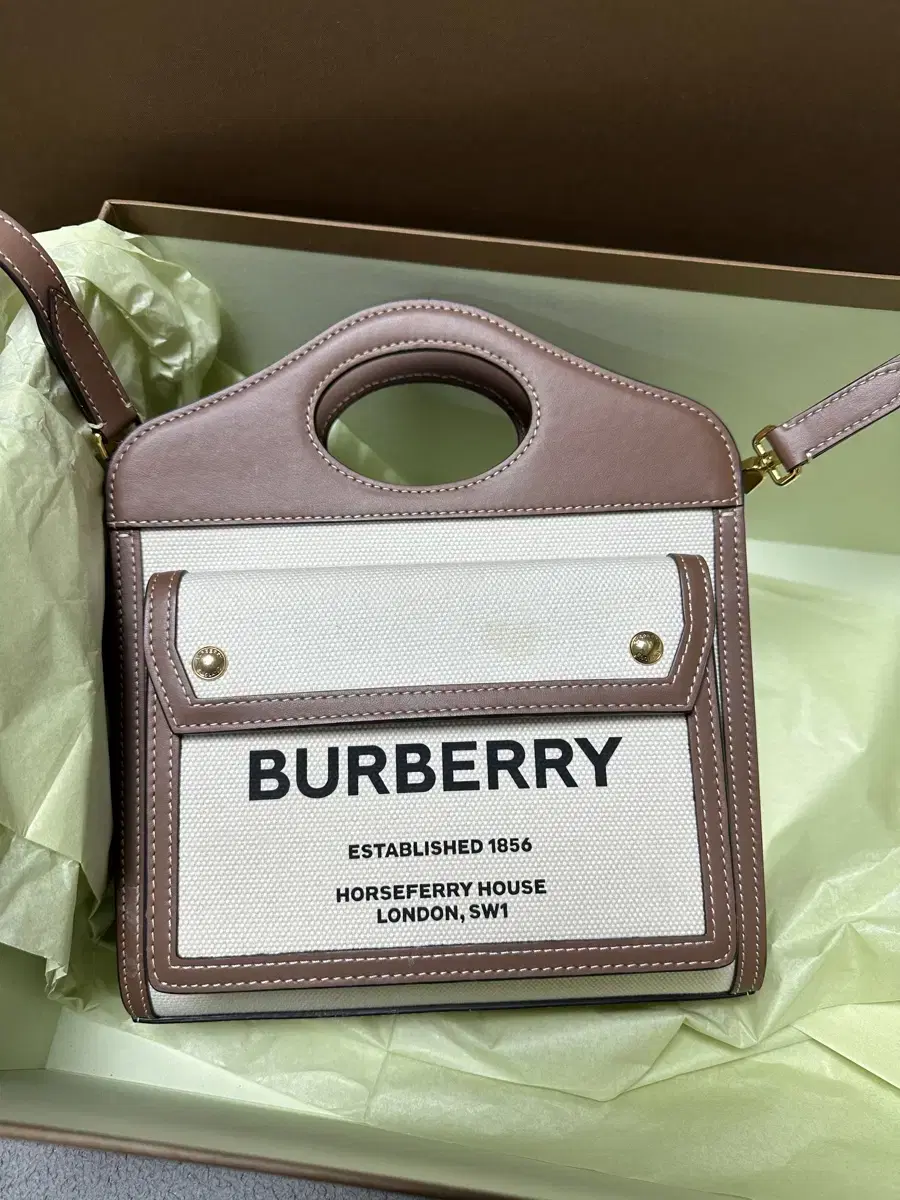 BURBERRY
ESTABLISHED 1856
HORSEFERRY HOUSE
LONDON, SW1